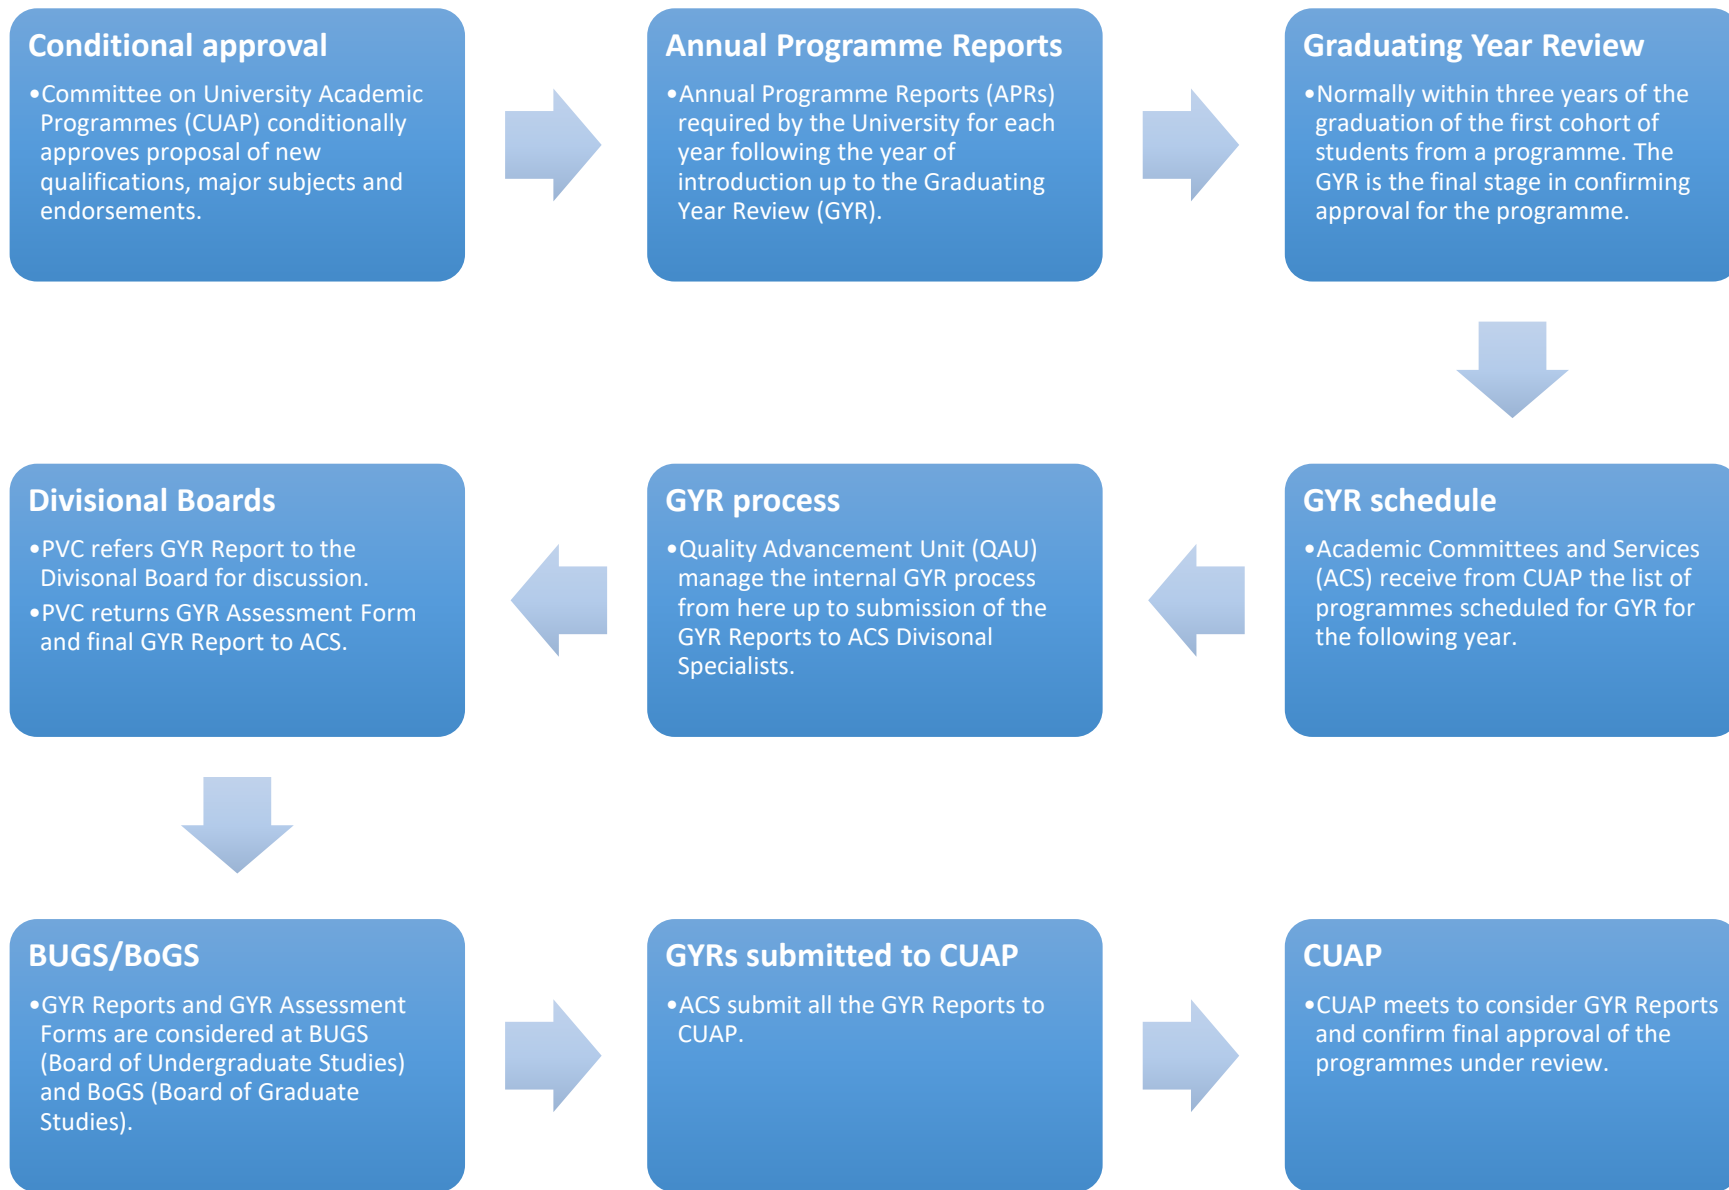 Conditional approval
•Committee on University Academic
Programmes (CUAP) conditionally
approves proposal of new
qualifications, major subjects and
endorsements.
Annual Programme Reports
•Annual Programme Reports (APRs)
required by the University for each
year following the year of
introduction up to the Graduating
Year Review (GYR).
Graduating Year Review
•Normally within three years of the
graduation of the first cohort of
students from a programme. The
GYR is the final stage in confirming
approval for the programme.
GYR schedule
•Academic Committees and Services
(ACS) receive from CUAP the list of
programmes scheduled for GYR for
the following year.
GYR process
•Quality Advancement Unit (QAU)
manage the internal GYR process
from here up to submission of the
GYR Reports to ACS Divisonal
Specialists.
Divisional Boards
•PVC refers GYR Report to the
Divisonal Board for discussion.
•PVC returns GYR Assessment Form
and final GYR Report to ACS.
BUGS/BoGS
•GYR Reports and GYR Assessment
Forms are considered at BUGS
(Board of Undergraduate Studies)
and BoGS (Board of Graduate
Studies).
GYRs submitted to CUAP
•ACS submit all the GYR Reports to
CUAP.
CUAP
•CUAP meets to consider GYR Reports
and confirm final approval of the
programmes under review.